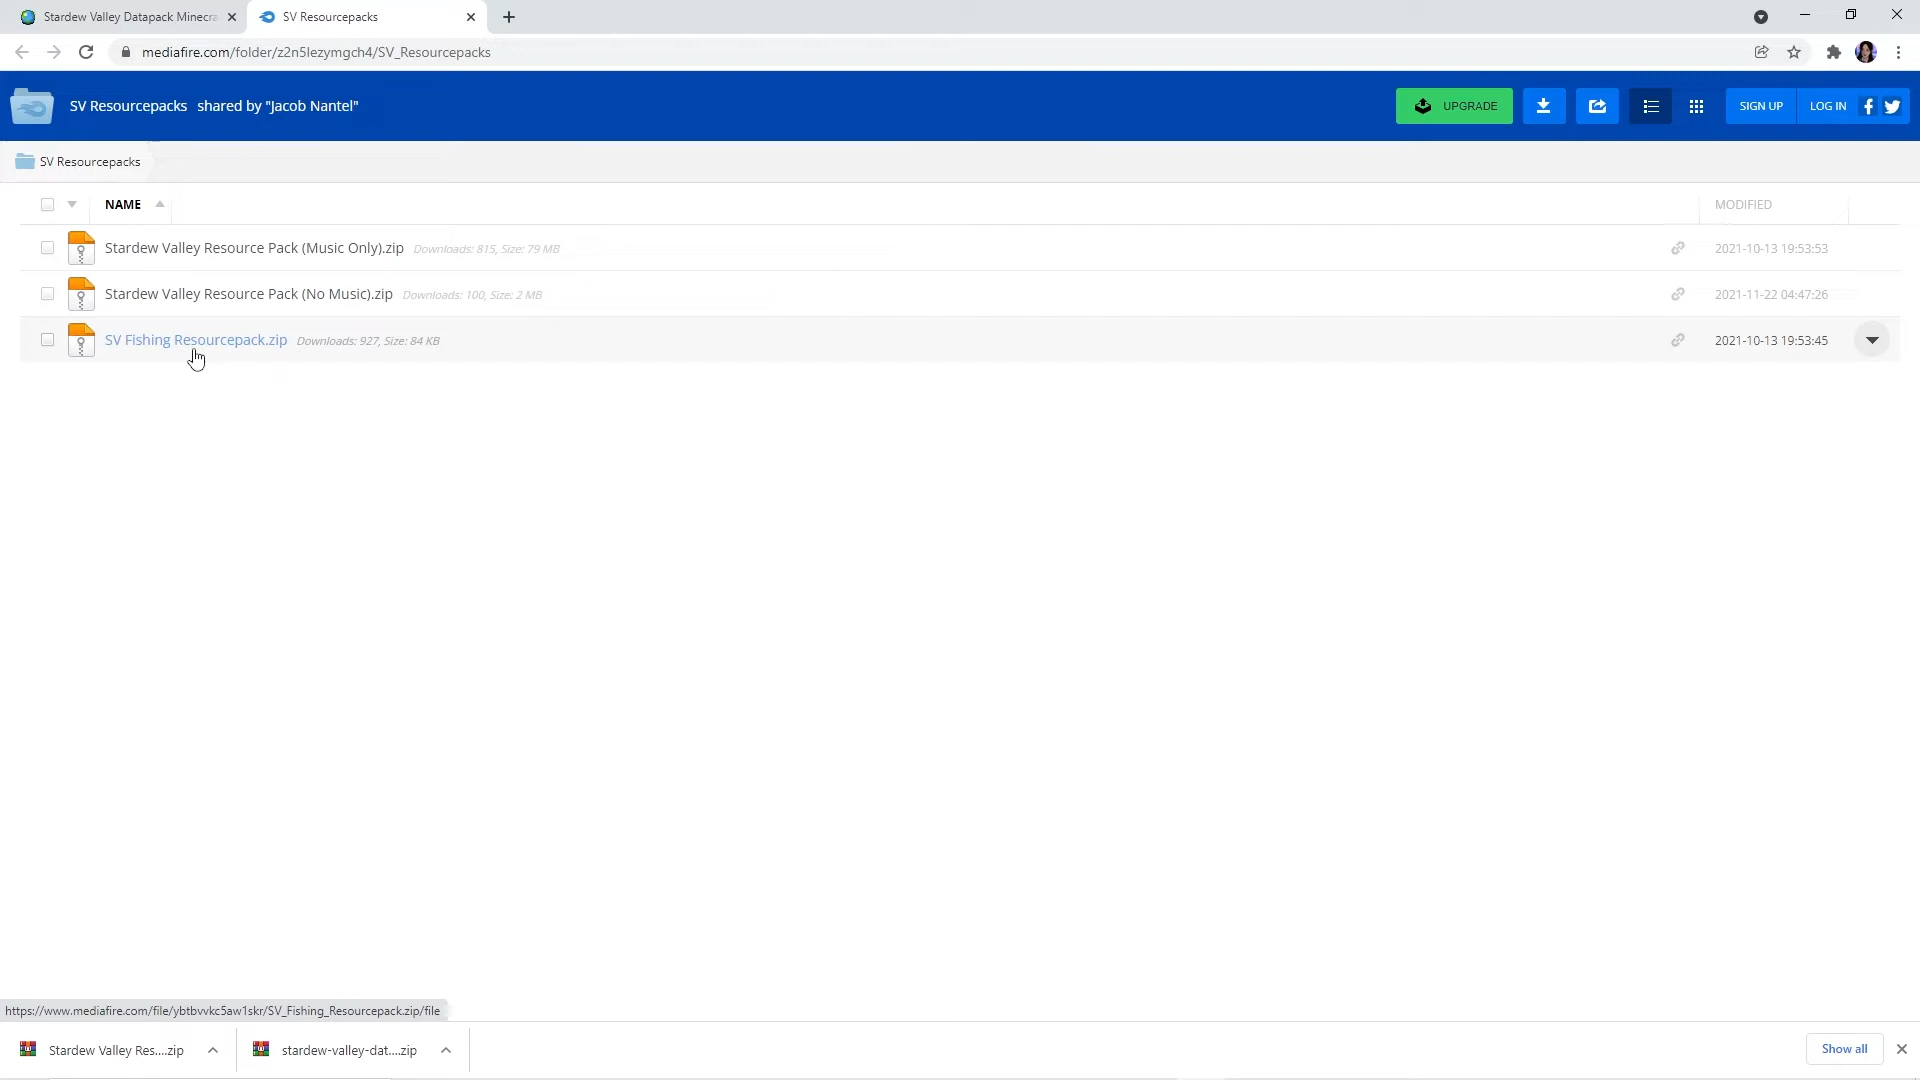 Stardew Valley Datapack Minecra
SV Resourcepacks
mediafire.com/folder/z2n5lezymgch4/SV_Resourcepacks
SV Resourcepacks shared by "Jacob Nantel"
UPGRADE
SIGN UP
LOG IN
SV Resourcepacks
NAME
MODIFIED
Stardew Valley Resource Pack (Music Only).zip Downloads: 815, Size: 79 MB
2021-10-13 19:53:53
Stardew Valley Resource Pack (No Music).zip Downloads: 100, Size: 2 MB
2021-11-22 04:47:26
SV Fishing Resourcepack.zip Downloads: 927, Size: 84 KB
2021-10-13 19:53:45
https://www.mediafire.com/file/ybtbvvkc5aw1skr/SV_Fishing_Resourcepack.zip/file
Stardew Valley Res....zip
stardew-valley-dat....zip
Show all